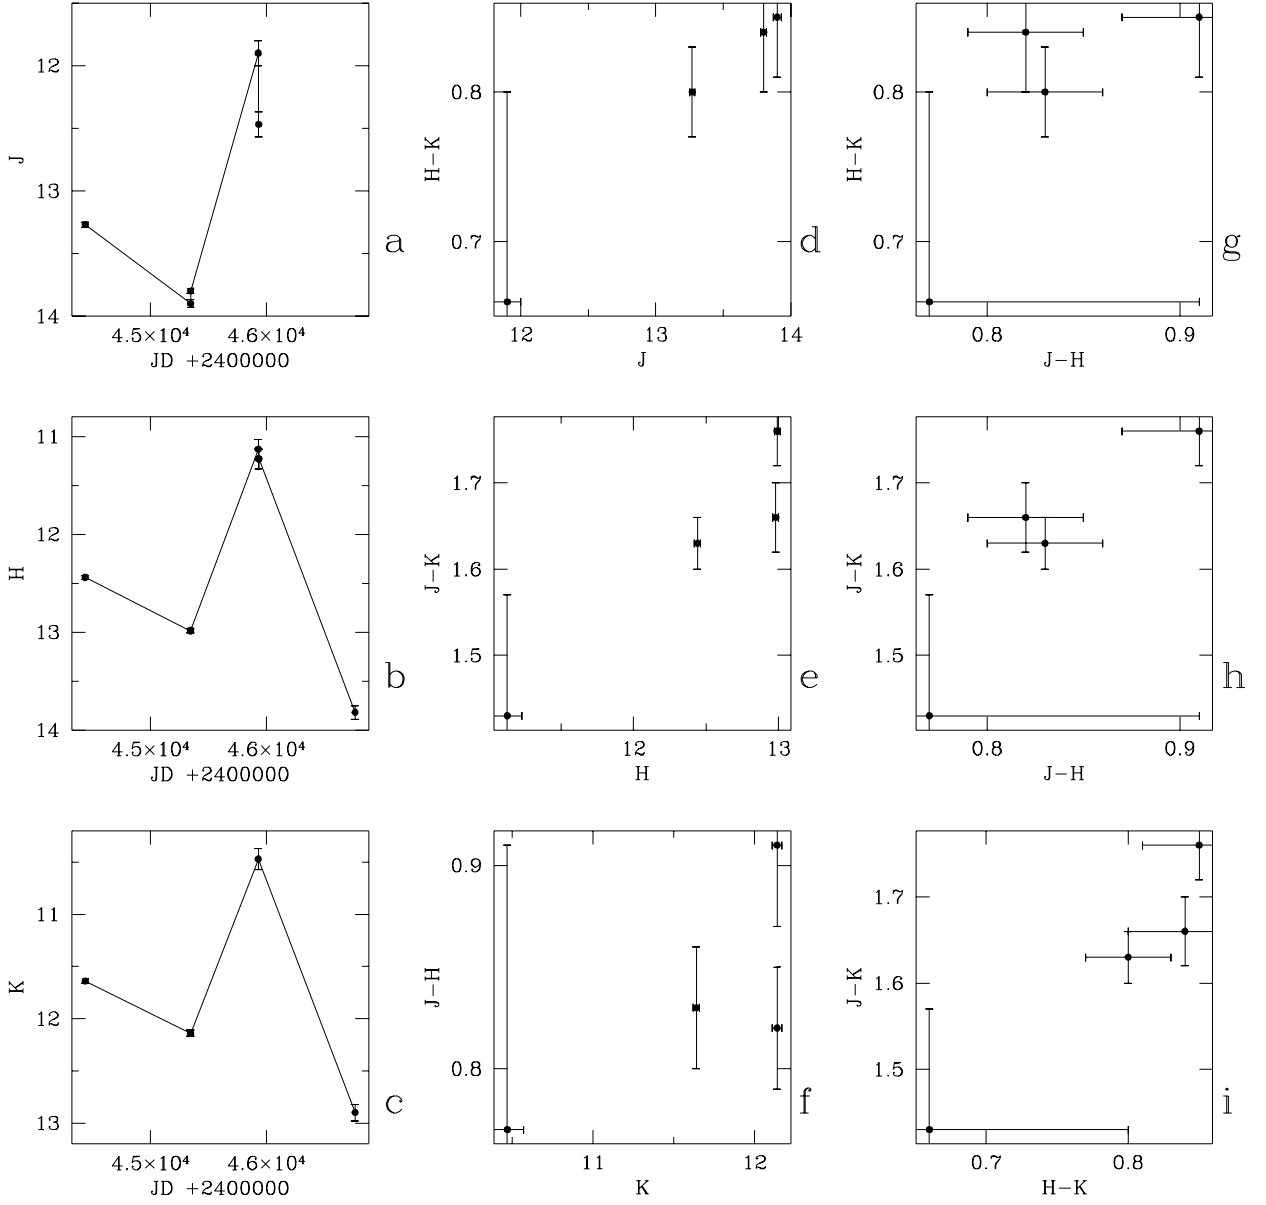 12
13
14
J
4.5×10⁴ 4.6×10⁴
JD +2400000
a
0.8
0.7
H−K
12 13 14
J
d
0.8
0.7
H−K
0.8 0.9
J−H
g
11
12
13
14
H
4.5×10⁴ 4.6×10⁴
JD +2400000
b
1.7
1.6
1.5
J−K
12 13
H
e
1.7
1.6
1.5
J−K
0.8 0.9
J−H
h
11
12
13
K
4.5×10⁴ 4.6×10⁴
JD +2400000
c
0.9
0.8
J−H
11 12
K
f
1.7
1.6
1.5
J−K
0.7 0.8
H−K
i